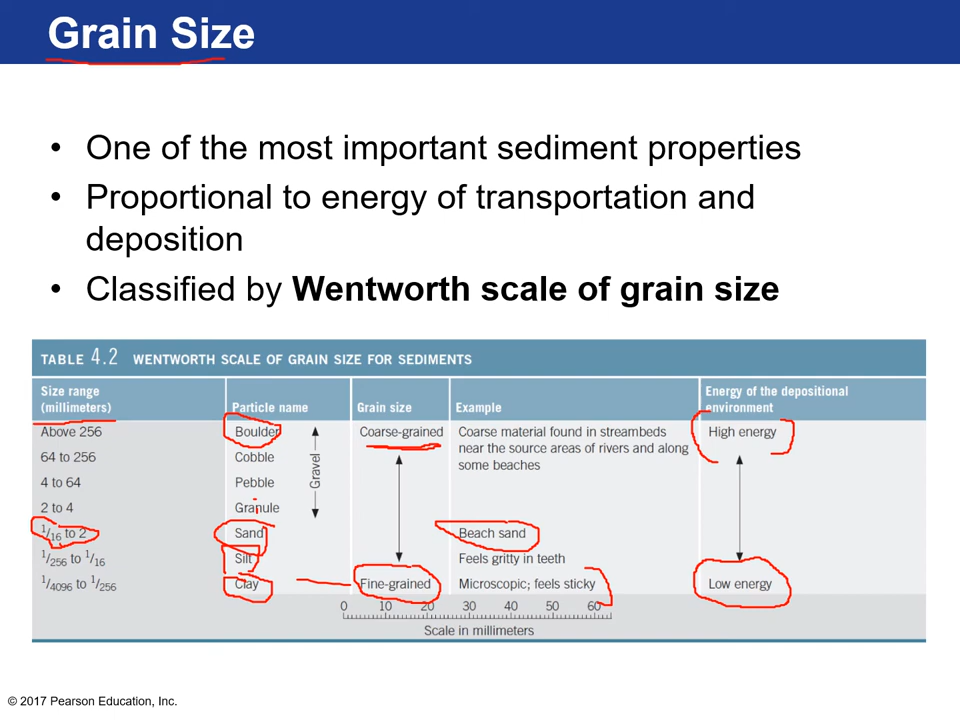 Grain Size
• One of the most important sediment properties
• Proportional to energy of transportation and
deposition
• Classified by Wentworth scale of grain size
TABLE 4.2 WENTWORTH SCALE OF GRAIN SIZE FOR SEDIMENTS
Size range
(millimeters)
Particle name
Grain size
Example
Energy of the depositional
environment
Above 256
Boulder
Coarse-grained
Coarse material found in streambeds
near the source areas of rivers and along
some beaches
High energy
64 to 256
Cobble
4 to 64
Pebble
2 to 4
Granule
Gravel
1/16 to 2
Sand
Beach sand
1/256 to 1/16
Silt
Feels gritty in teeth
1/4096 to 1/256
Clay
Fine-grained
Microscopic; feels sticky
Low energy
0 10 20 30 40 50 60
Scale in millimeters
© 2017 Pearson Education, Inc.